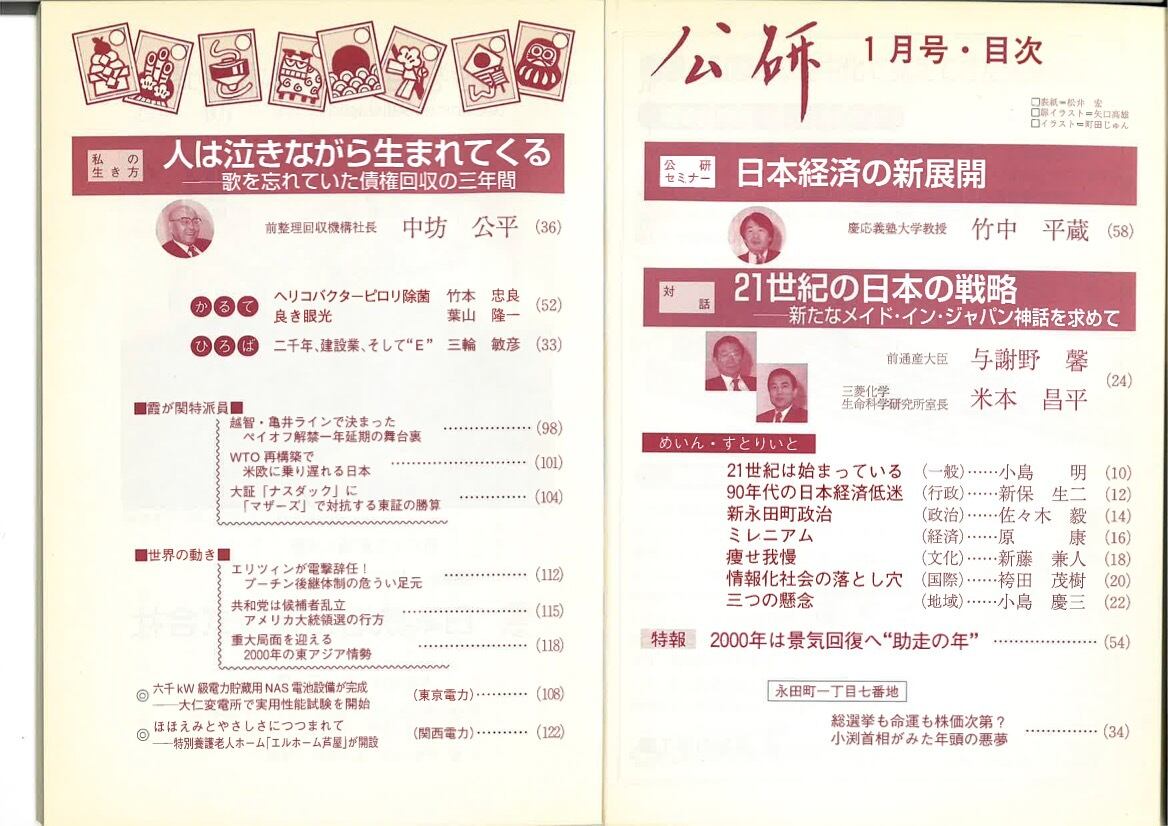 公研 1月号・目次
□表紙＝松井 宏
□扉イラスト＝矢口高雄
□イラスト＝町田じゅん
公研セミナー
日本経済の新展開
慶応義塾大学教授 竹中 平蔵 (58)
対話
21世紀の日本の戦略
――新たなメイド・イン・ジャパン神話を求めて
前通産大臣 与謝野 馨
三菱化学
生命科学研究所室長 米本 昌平
(24)
めいん・すとりいと
21世紀は始まっている (一般)……小島 明 (10)
90年代の日本経済低迷 (行政)……新保 生二 (12)
新永田町政治 (政治)……佐々木 毅 (14)
ミレニアム (経済)……原 康 (16)
痩せ我慢 (文化)……新藤 兼人 (18)
情報化社会の落とし穴 (国際)……袴田 茂樹 (20)
三つの懸念 (地域)……小島 慶三 (22)
特報 2000年は景気回復へ“助走の年” ……………… (54)
永田町一丁目七番地
総選挙も命運も株価次第？
小渕首相がみた年頭の悪夢 ………… (34)
私の生き方
人は泣きながら生まれてくる
――歌を忘れていた債権回収の三年間
前整理回収機構社長 中坊 公平 (36)
かるて
ヘリコバクターピロリ除菌 竹本 忠良
良き眼光 葉山 隆一
(52)
ひろば 二千年、建設業、そして“E” 三輪 敏彦 (33)
■霞が関特派員■
越智・亀井ラインで決まった
ペイオフ解禁一年延期の舞台裏 ………… (98)
WTO再構築で
米欧に乗り遅れる日本 ………………… (101)
大証「ナスダック」に
「マザーズ」で対抗する東証の勝算 ……… (104)
■世界の動き■
エリツィンが電撃辞任！
プーチン後継体制の危うい足元 ………… (112)
共和党は候補者乱立
アメリカ大統領選の行方 ……………… (115)
重大局面を迎える
2000年の東アジア情勢 ……………… (118)
◎六千kW級電力貯蔵用NAS電池設備が完成
――大仁変電所で実用性能試験を開始 (東京電力)……… (108)
◎ほほえみとやさしさにつつまれて
――特別養護老人ホーム「エルホーム芦屋」が開設 (関西電力)……… (122)